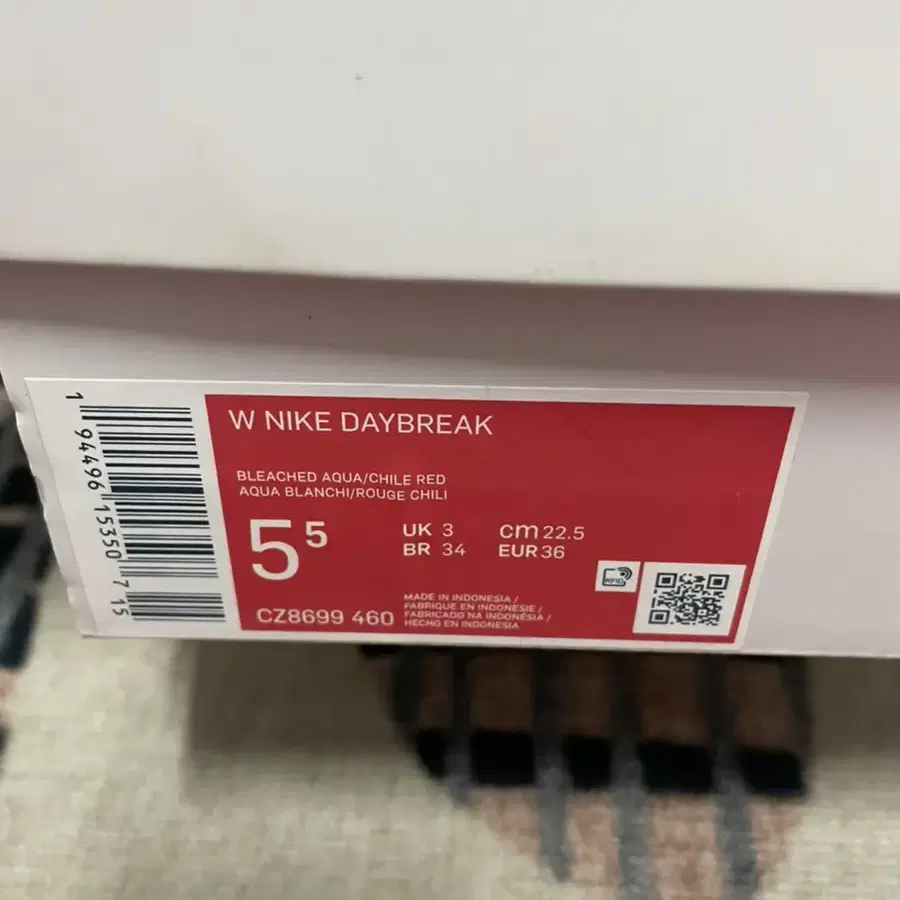 W NIKE DAYBREAK
BLEACHED AQUA/CHILE RED
AQUA BLANCHI/ROUGE CHILI
5 5
UK 3 cm 22.5
BR 34 EUR 36
CZ8699 460
MADE IN INDONESIA /
FABRIQUE EN INDONESIE /
FABRICADO NA INDONÉSIA /
HECHO EN INDONESIA
RFID
1 94496 15350 7 15